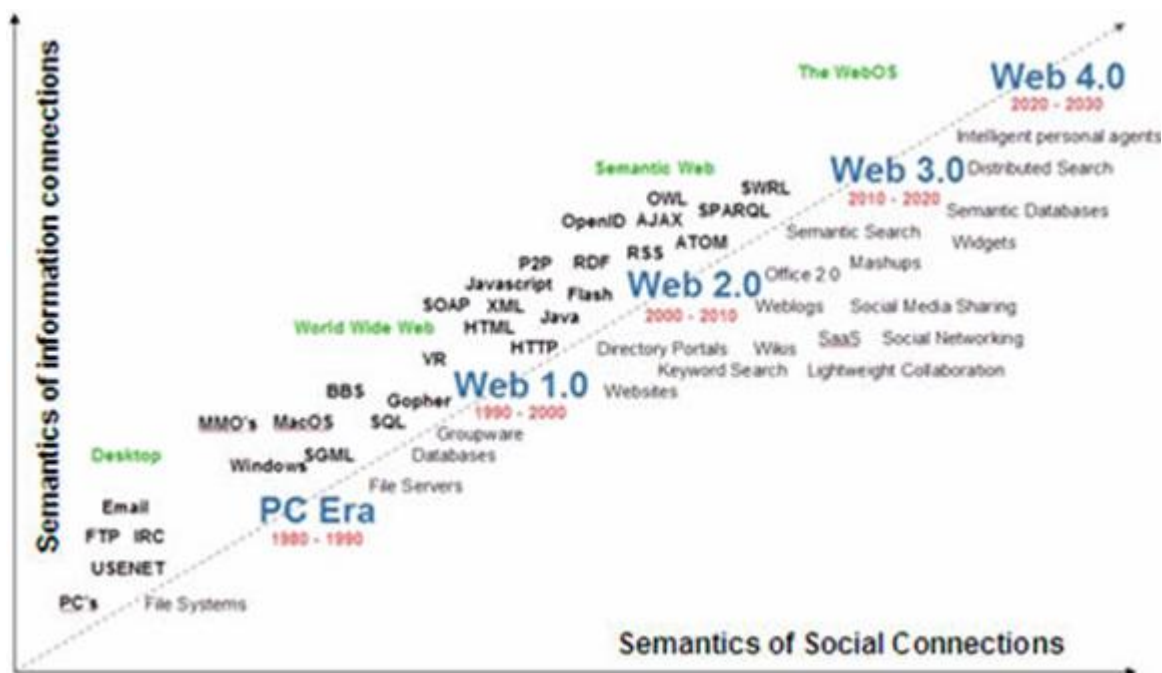 Semantics of information connections
The WebOS
Web 4.0
2020 - 2030
Intelligent personal agents
Semantic Web
Web 3.0
Distributed Search
2010 - 2020
SWRL
OWL
SPARQL
Semantic Databases
OpenID
AJAX
Semantic Search
Widgets
ATOM
RSS
Mashups
P2P
RDF
Office 2.0
Javascript
Flash
Web 2.0
2000 - 2010
SOAP
XML
Weblogs
Social Media Sharing
Java
World Wide Web
HTML
HTTP
SaaS
Social Networking
Directory Portals
Wikis
VR
Keyword Search
Lightweight Collaboration
Web 1.0
1990 - 2000
Websites
BBS
Gopher
MMO's
MacOS
SQL
Groupware
Desktop
SGML
Databases
Windows
File Servers
Email
PC Era
1980 - 1990
FTP
IRC
USENET
PC's
File Systems
Semantics of Social Connections